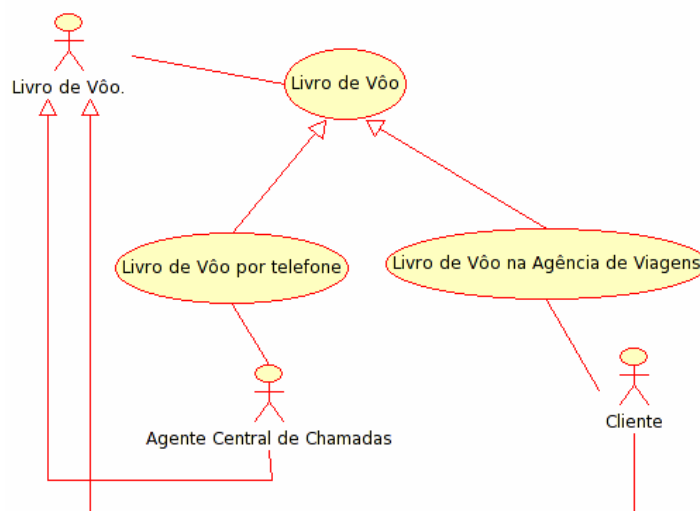 Livro de Vôo.
Livro de Vôo
Livro de Vôo por telefone
Livro de Vôo na Agência de Viagens
Agente Central de Chamadas
Cliente